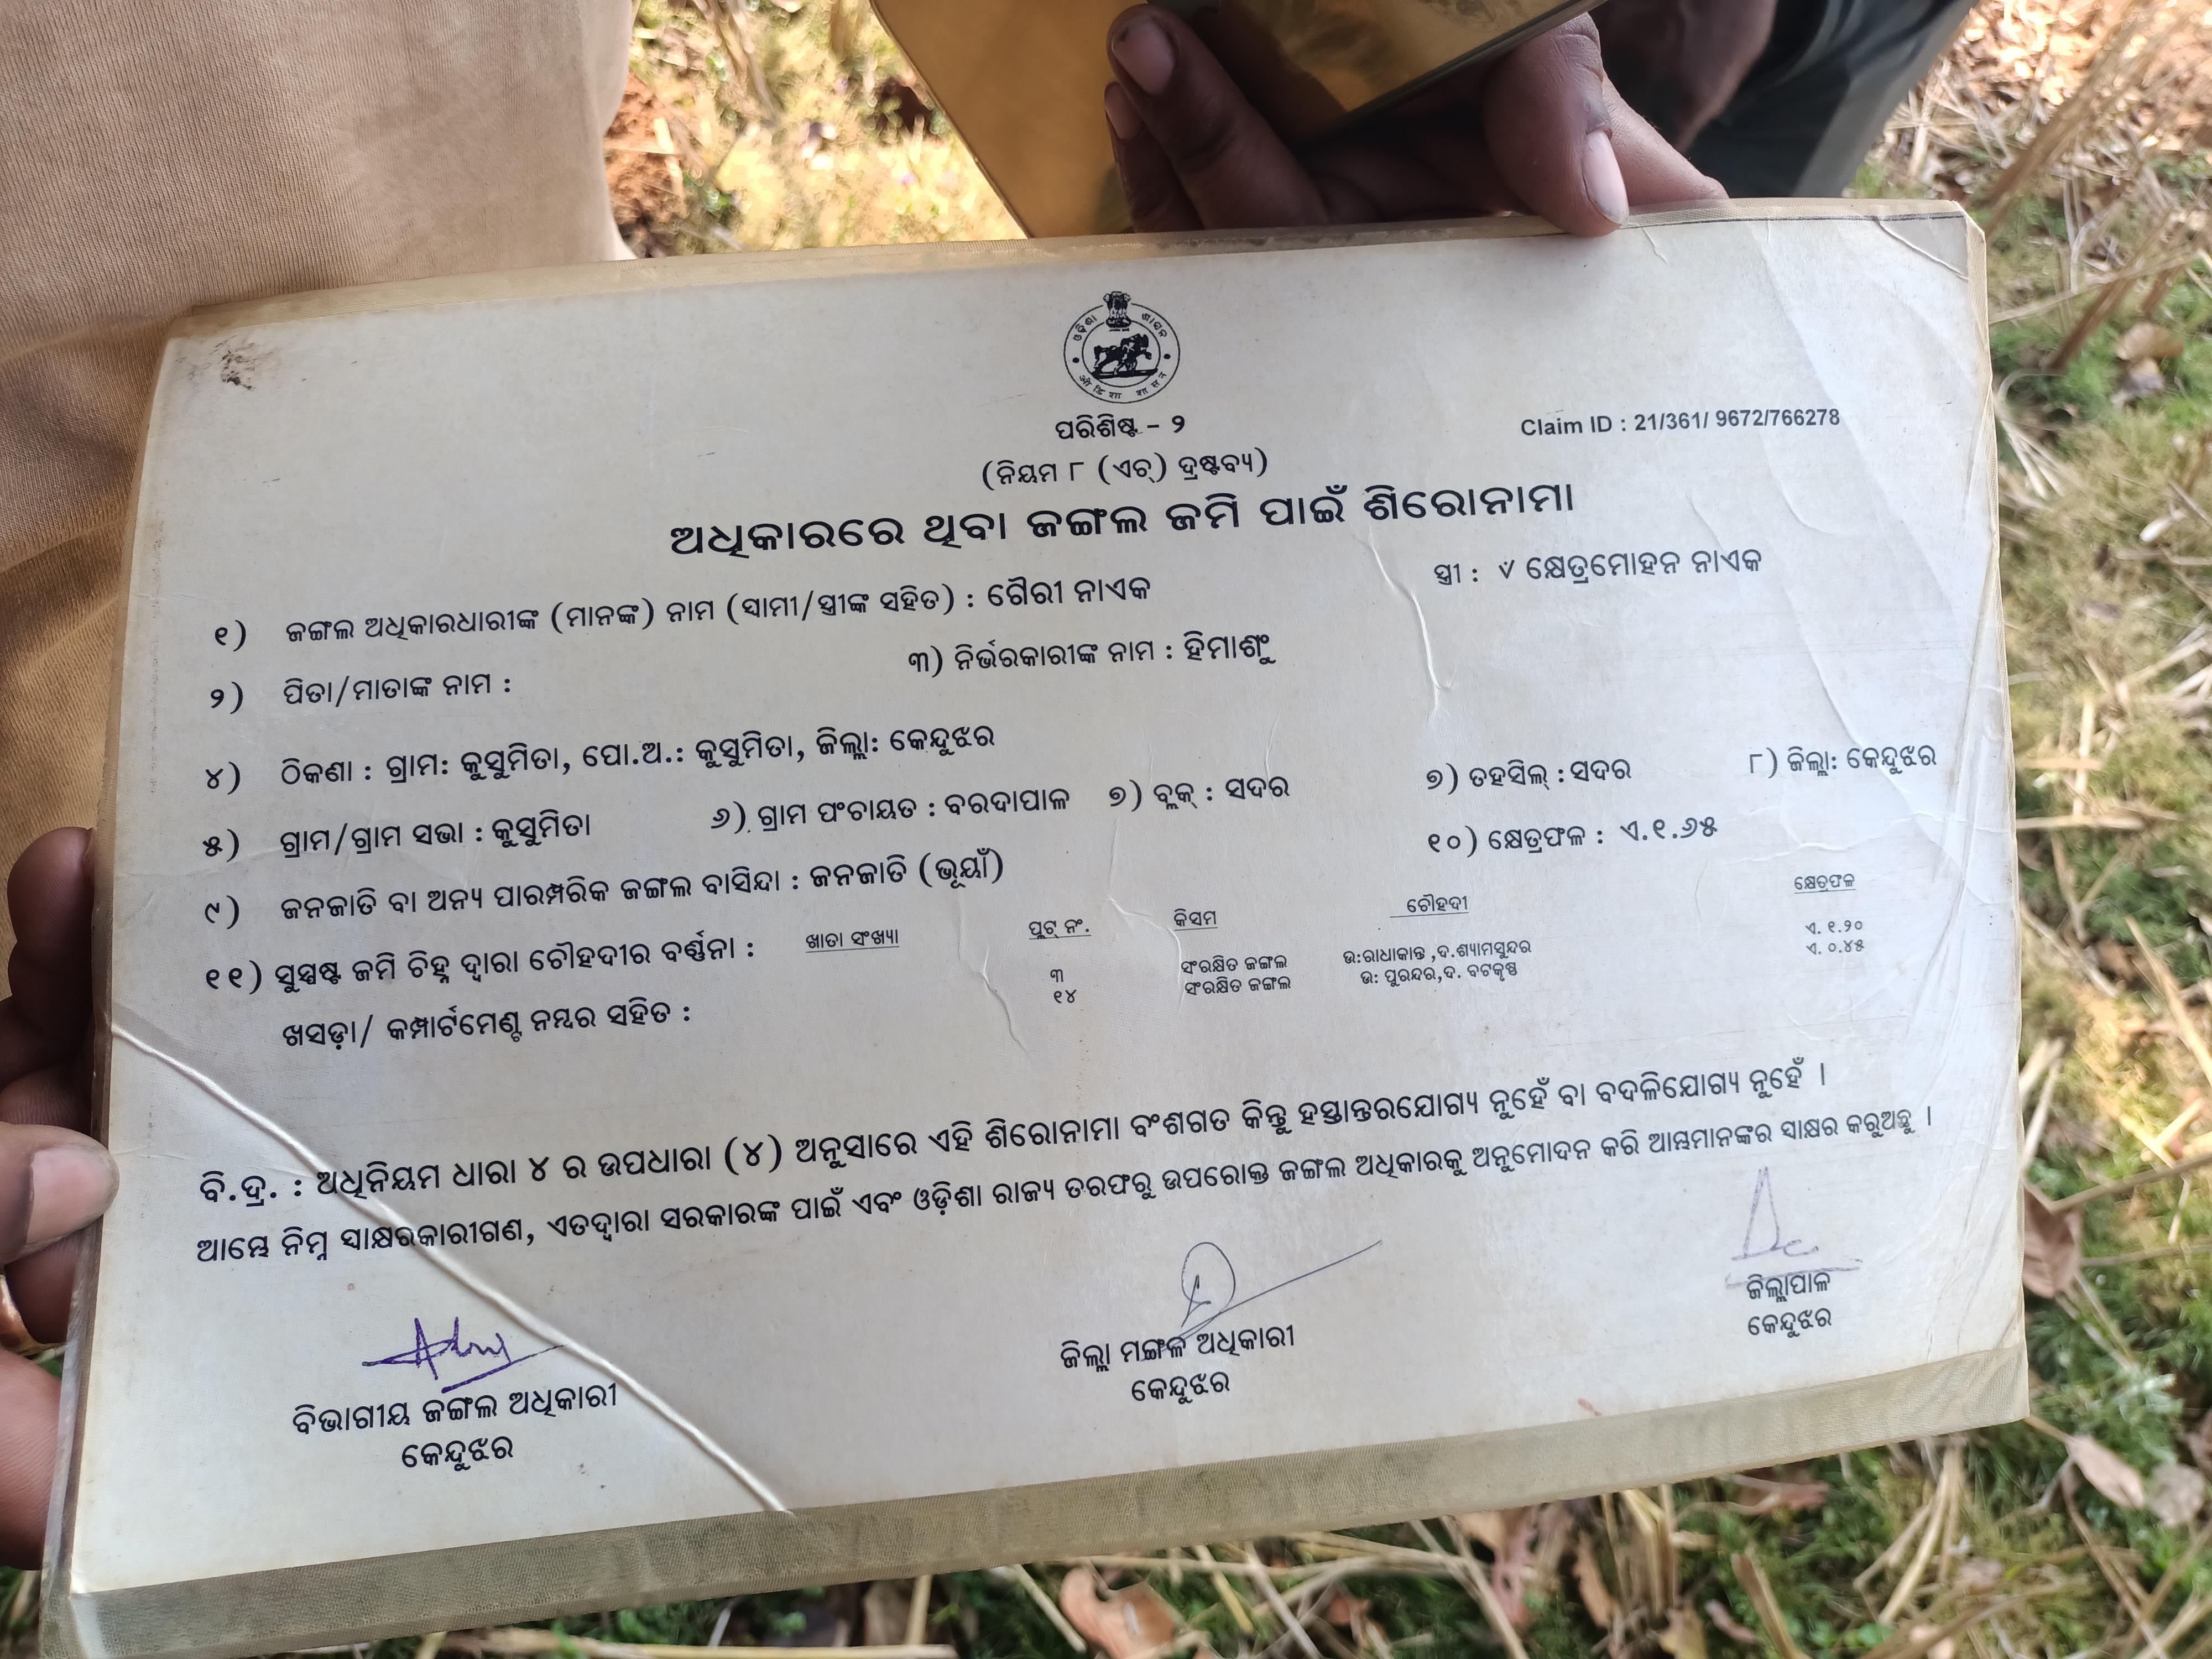 ଓଡ଼ିଶା ଶାସନ
ओडिशा शासन
ପରିଶିଷ୍ଟ - ୨
Claim ID : 21/361/ 9672/766278
(ନିୟମ ୮ (ଏଚ୍) ଦ୍ରଷ୍ଟବ୍ୟ)
ଅଧିକାରରେ ଥିବା ଜଙ୍ଗଲ ଜମି ପାଇଁ ଶିରୋନାମା
୧) ଜଙ୍ଗଲ ଅଧିକାରଧାରୀଙ୍କ (ମାନଙ୍କ) ନାମ (ସ୍ୱାମୀ/ସ୍ତ୍ରୀଙ୍କ ସହିତ) : ଗୈରୀ ନାଏକ ସ୍ତ୍ରୀ : ୰ କ୍ଷେତ୍ରମୋହନ ନାଏକ
୨) ପିତା/ମାତାଙ୍କ ନାମ : ୩) ନିର୍ଭରକାରୀଙ୍କ ନାମ : ହିମାଶଂୁ
୪) ଠିକଣା : ଗ୍ରାମ: କୁସୁମିତା, ପୋ.ଅ.: କୁସୁମିତା, ଜିଲ୍ଲା: କେନ୍ଦୁଝର
୫) ଗ୍ରାମ/ଗ୍ରାମ ସଭା : କୁସୁମିତା ୬) ଗ୍ରାମ ପଂଚାୟତ : ବରଦାପାଳ ୭) ବ୍ଲକ୍ : ସଦର ୭) ତହସିଲ୍ : ସଦର ୮) ଜିଲ୍ଲା: କେନ୍ଦୁଝର
୯) ଜନଜାତି ବା ଅନ୍ୟ ପାରମ୍ପରିକ ଜଙ୍ଗଲ ବାସିନ୍ଦା : ଜନଜାତି (ଭୂୟାଁ) ୧୦) କ୍ଷେତ୍ରଫଳ : ଏ.୧.୬୫
୧୧) ସୁସ୍ପଷ୍ଟ ଜମି ଚିହ୍ନ ଦ୍ୱାରା ଚୌହଦୀର ବର୍ଣ୍ଣନା : ଖାତା ସଂଖ୍ୟା ପ୍ଲଟ୍ ନଂ. କିସମ ଚୌହଦୀ କ୍ଷେତ୍ରଫଳ
୩ ସଂରକ୍ଷିତ ଜଙ୍ଗଲ ଉ:ରାଧାକାନ୍ତ ,ଦ.ଶ୍ୟାମସୁନ୍ଦର ଏ. ୧.୨୦
୧୪ ସଂରକ୍ଷିତ ଜଙ୍ଗଲ ଉ: ପୁରନ୍ଦର,ଦ. ବଟକୃଷ୍ଣ ଏ. ୦.୪୫
ଖସଡ଼ା/ କମ୍ପାର୍ଟମେଣ୍ଟ ନମ୍ବର ସହିତ :
ବି.ଦ୍ର. : ଅଧିନିୟମ ଧାରା ୪ ର ଉପଧାରା (୪) ଅନୁସାରେ ଏହି ଶିରୋନାମା ବଂଶଗତ କିନ୍ତୁ ହସ୍ତାନ୍ତରଯୋଗ୍ୟ ନୁହେଁ ବା ବଦଳିଯୋଗ୍ୟ ନୁହେଁ ।
ଆମ୍ଭେ ନିମ୍ନ ସାକ୍ଷରକାରୀଗଣ, ଏତଦ୍ୱାରା ସରକାରଙ୍କ ପାଇଁ ଏବଂ ଓଡ଼ିଶା ରାଜ୍ୟ ତରଫରୁ ଉପରୋକ୍ତ ଜଙ୍ଗଲ ଅଧିକାରକୁ ଅନୁମୋଦନ କରି ଆମ୍ଭମାନଙ୍କର ସାକ୍ଷର କରୁଅଛୁ ।
ବିଭାଗୀୟ ଜଙ୍ଗଲ ଅଧିକାରୀ
କେନ୍ଦୁଝର
ଜିଲ୍ଲା ମଙ୍ଗଳ ଅଧିକାରୀ
କେନ୍ଦୁଝର
ଜିଲ୍ଲାପାଳ
କେନ୍ଦୁଝର